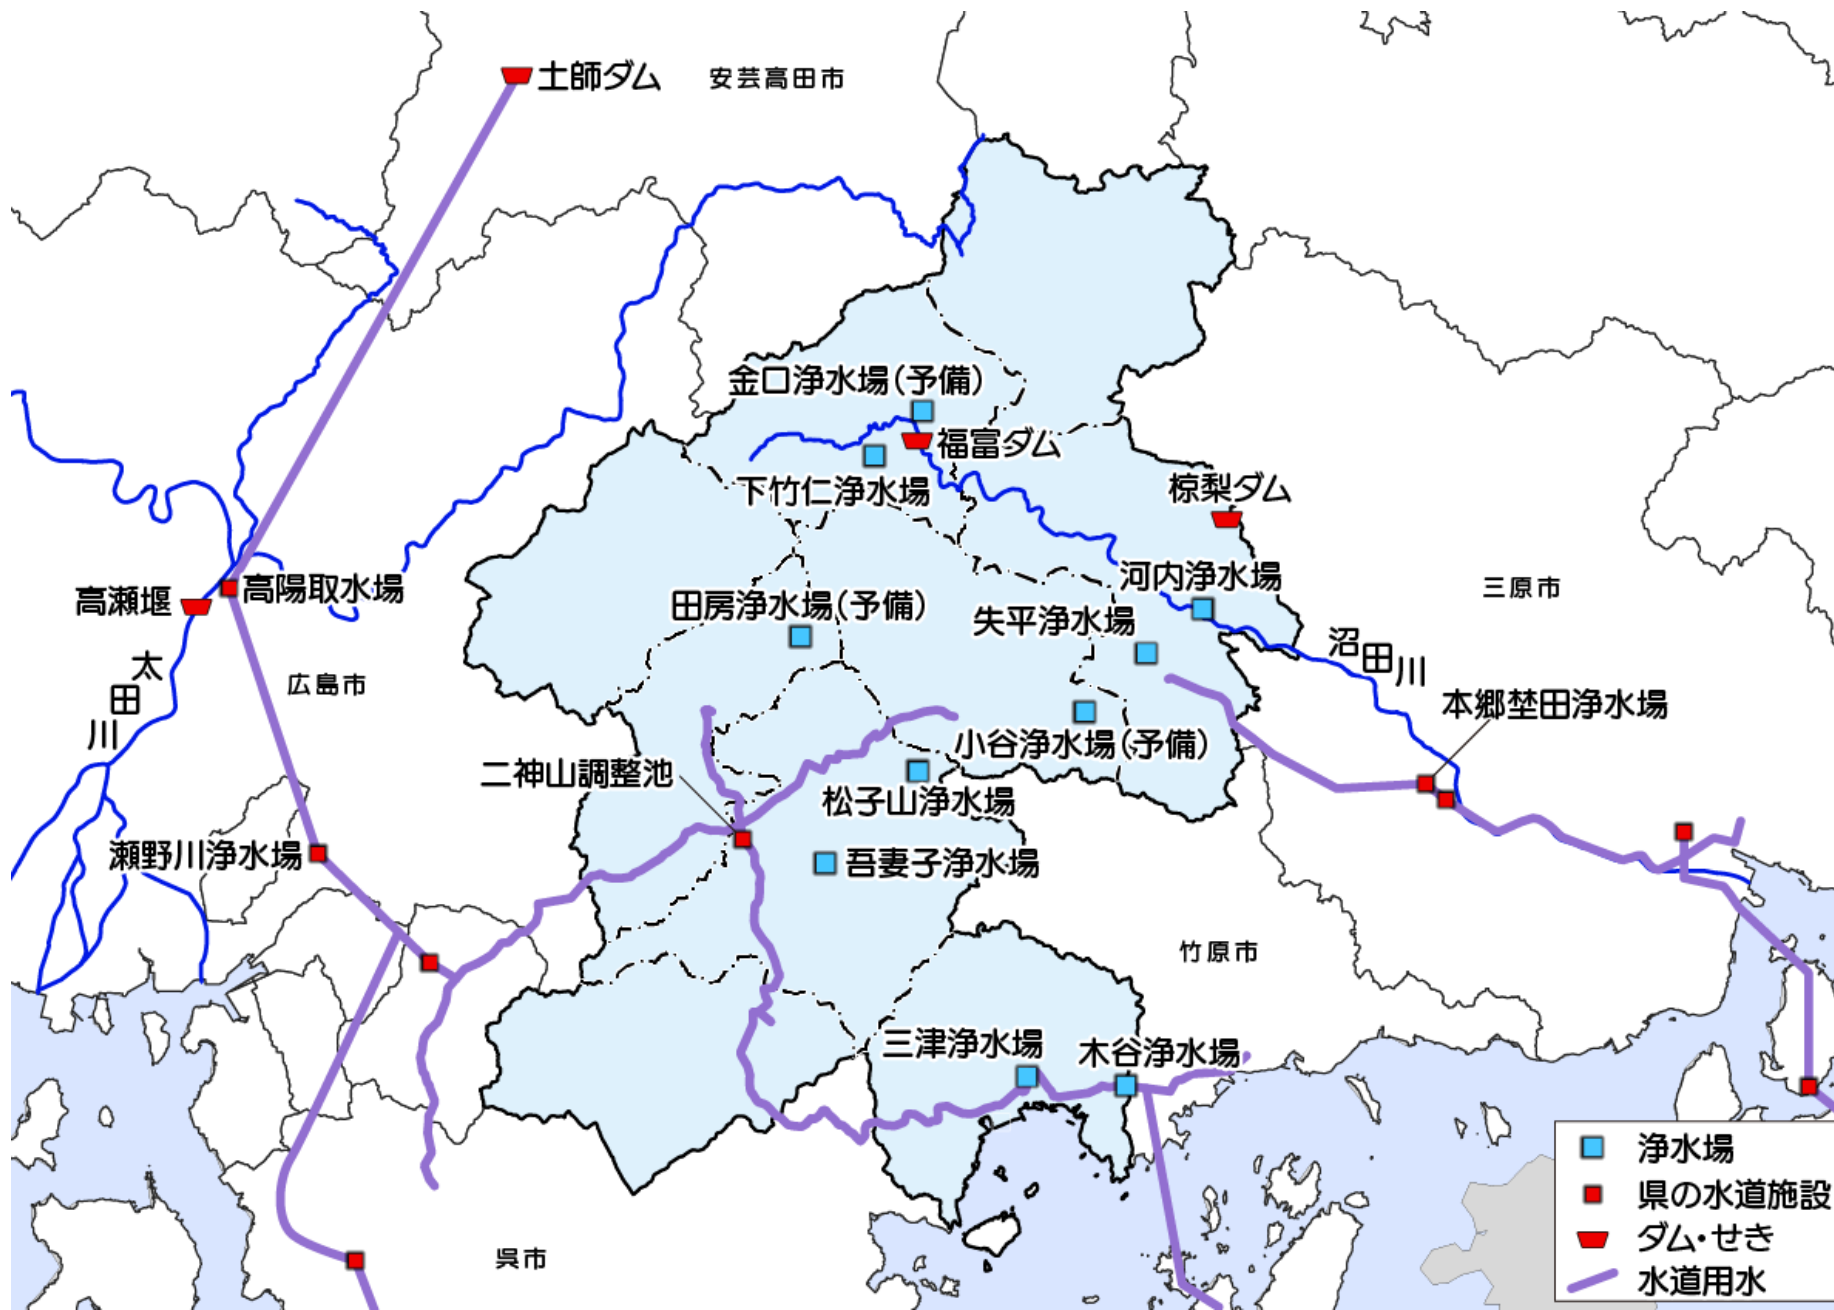 土師ダム
安芸高田市
金口浄水場(予備)
福富ダム
下竹仁浄水場
椋梨ダム
河内浄水場
三原市
高陽取水場
高瀬堰
田房浄水場(予備)
失平浄水場
沼田川
太田川
広島市
本郷埜田浄水場
小谷浄水場(予備)
二神山調整池
松子山浄水場
瀬野川浄水場
吾妻子浄水場
竹原市
三津浄水場
木谷浄水場
呉市
浄水場
県の水道施設
ダム・せき
水道用水